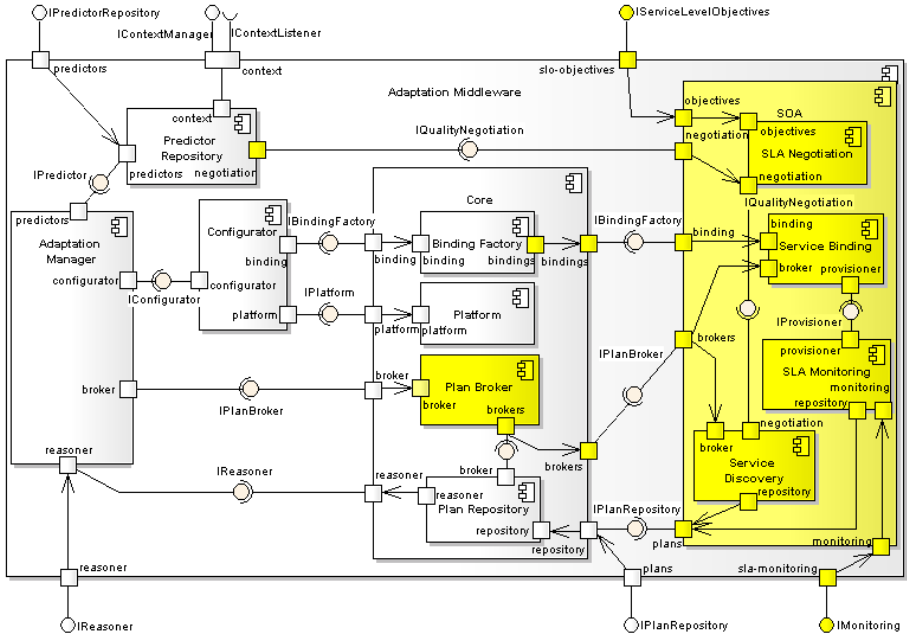 IPredictorRepository
IContextManager
IContextListener
IServiceLevelObjectives
predictors
context
slo-objectives
Adaptation Middleware
SOA
objectives
context
Predictor
Repository
IQualityNegotiation
negotiation
objectives
SLA Negotiation
IPredictor
predictors
negotiation
negotiation
predictors
Core
IQualityNegotiation
Adaptation
Manager
Configurator
IBindingFactory
Binding Factory
IBindingFactory
binding
Service Binding
binding
binding
binding
bindings
bindings
binding
broker
provisioner
configurator
configurator
IConfigurator
IPlatform
Platform
platform
platform
platform
IProvisioner
brokers
provisioner
SLA Monitoring
IPlanBroker
monitoring
repository
broker
Plan Broker
broker
IPlanBroker
brokers
negotiation
broker
Service
Discovery
reasoner
IReasoner
broker
brokers
reasoner
reasoner
Plan Repository
repository
IPlanRepository
repository
repository
plans
monitoring
reasoner
plans
sla-monitoring
IReasoner
IPlanRepository
IMonitoring